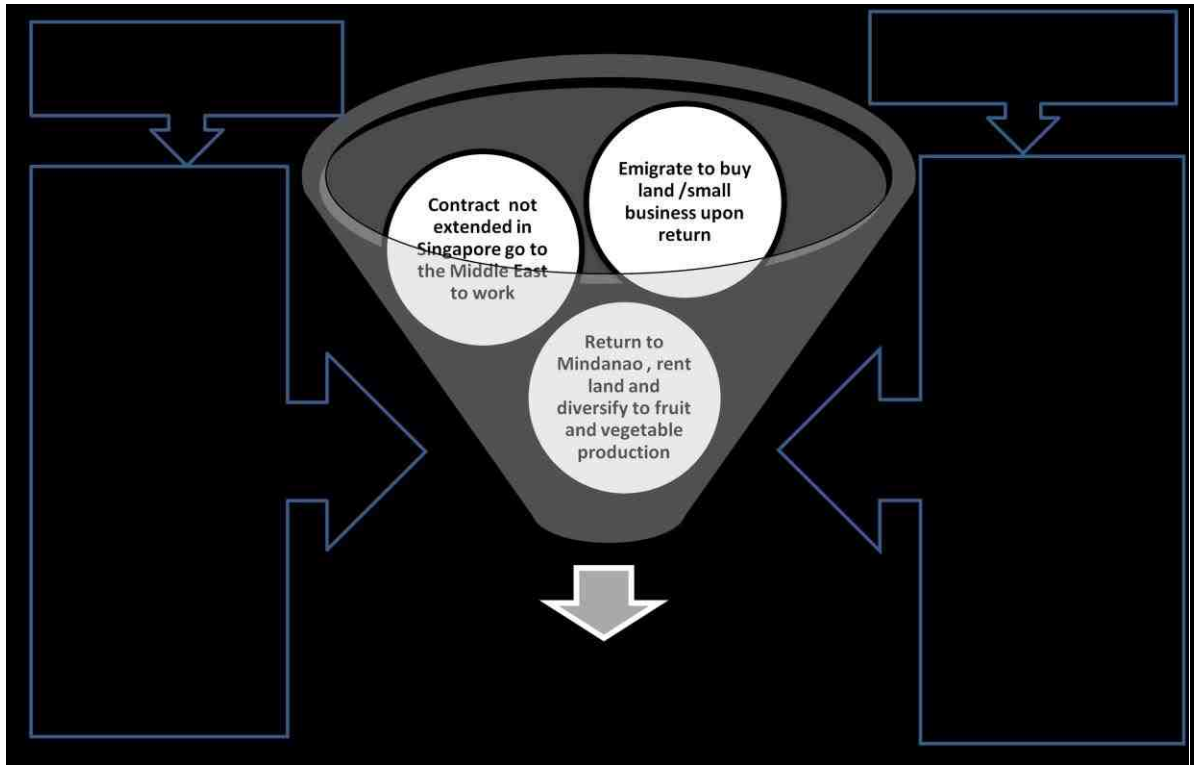 Contract not
extended in
Singapore go to
the Middle East
to work
Emigrate to buy
land /small
business upon
return
Return to
Mindanao , rent
land and
diversify to fruit
and vegetable
production